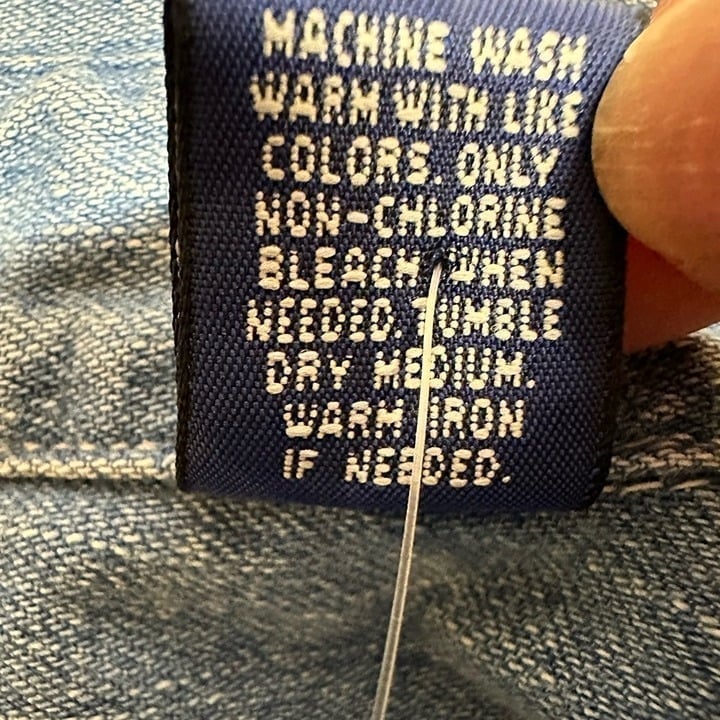 MACHINE WASH
WARM WITH LIKE
COLORS. ONLY
NON-CHLORINE
BLEACH WHEN
NEEDED. TUMBLE
DRY MEDIUM.
WARM IRON
IF NEEDED.